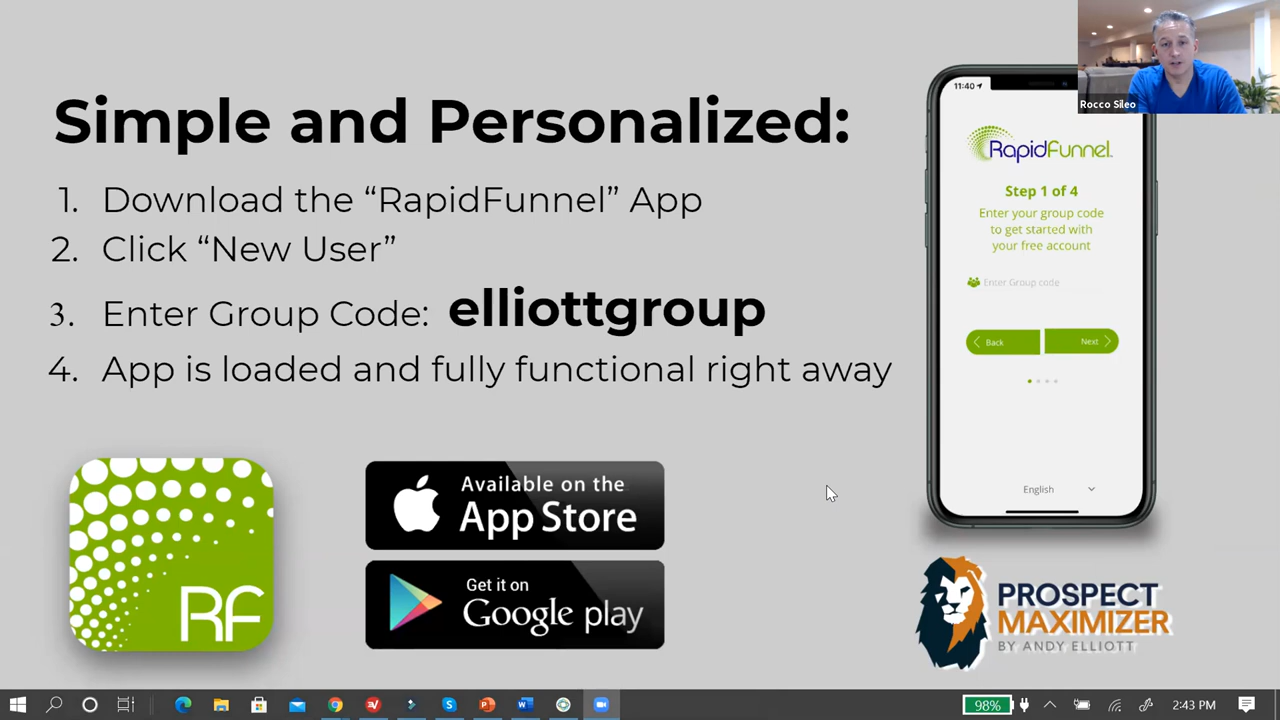 Rocco Sileo
Simple and Personalized:
1. Download the “RapidFunnel” App
2. Click “New User”
3. Enter Group Code: elliottgroup
4. App is loaded and fully functional right away
11:40
RapidFunnel
Step 1 of 4
Enter your group code
to get started with
your free account
Enter Group code
Back
Next
English
RF
Available on the
App Store
Get it on
Google play
PROSPECT
MAXIMIZER
BY ANDY ELLIOTT
98%
2:43 PM